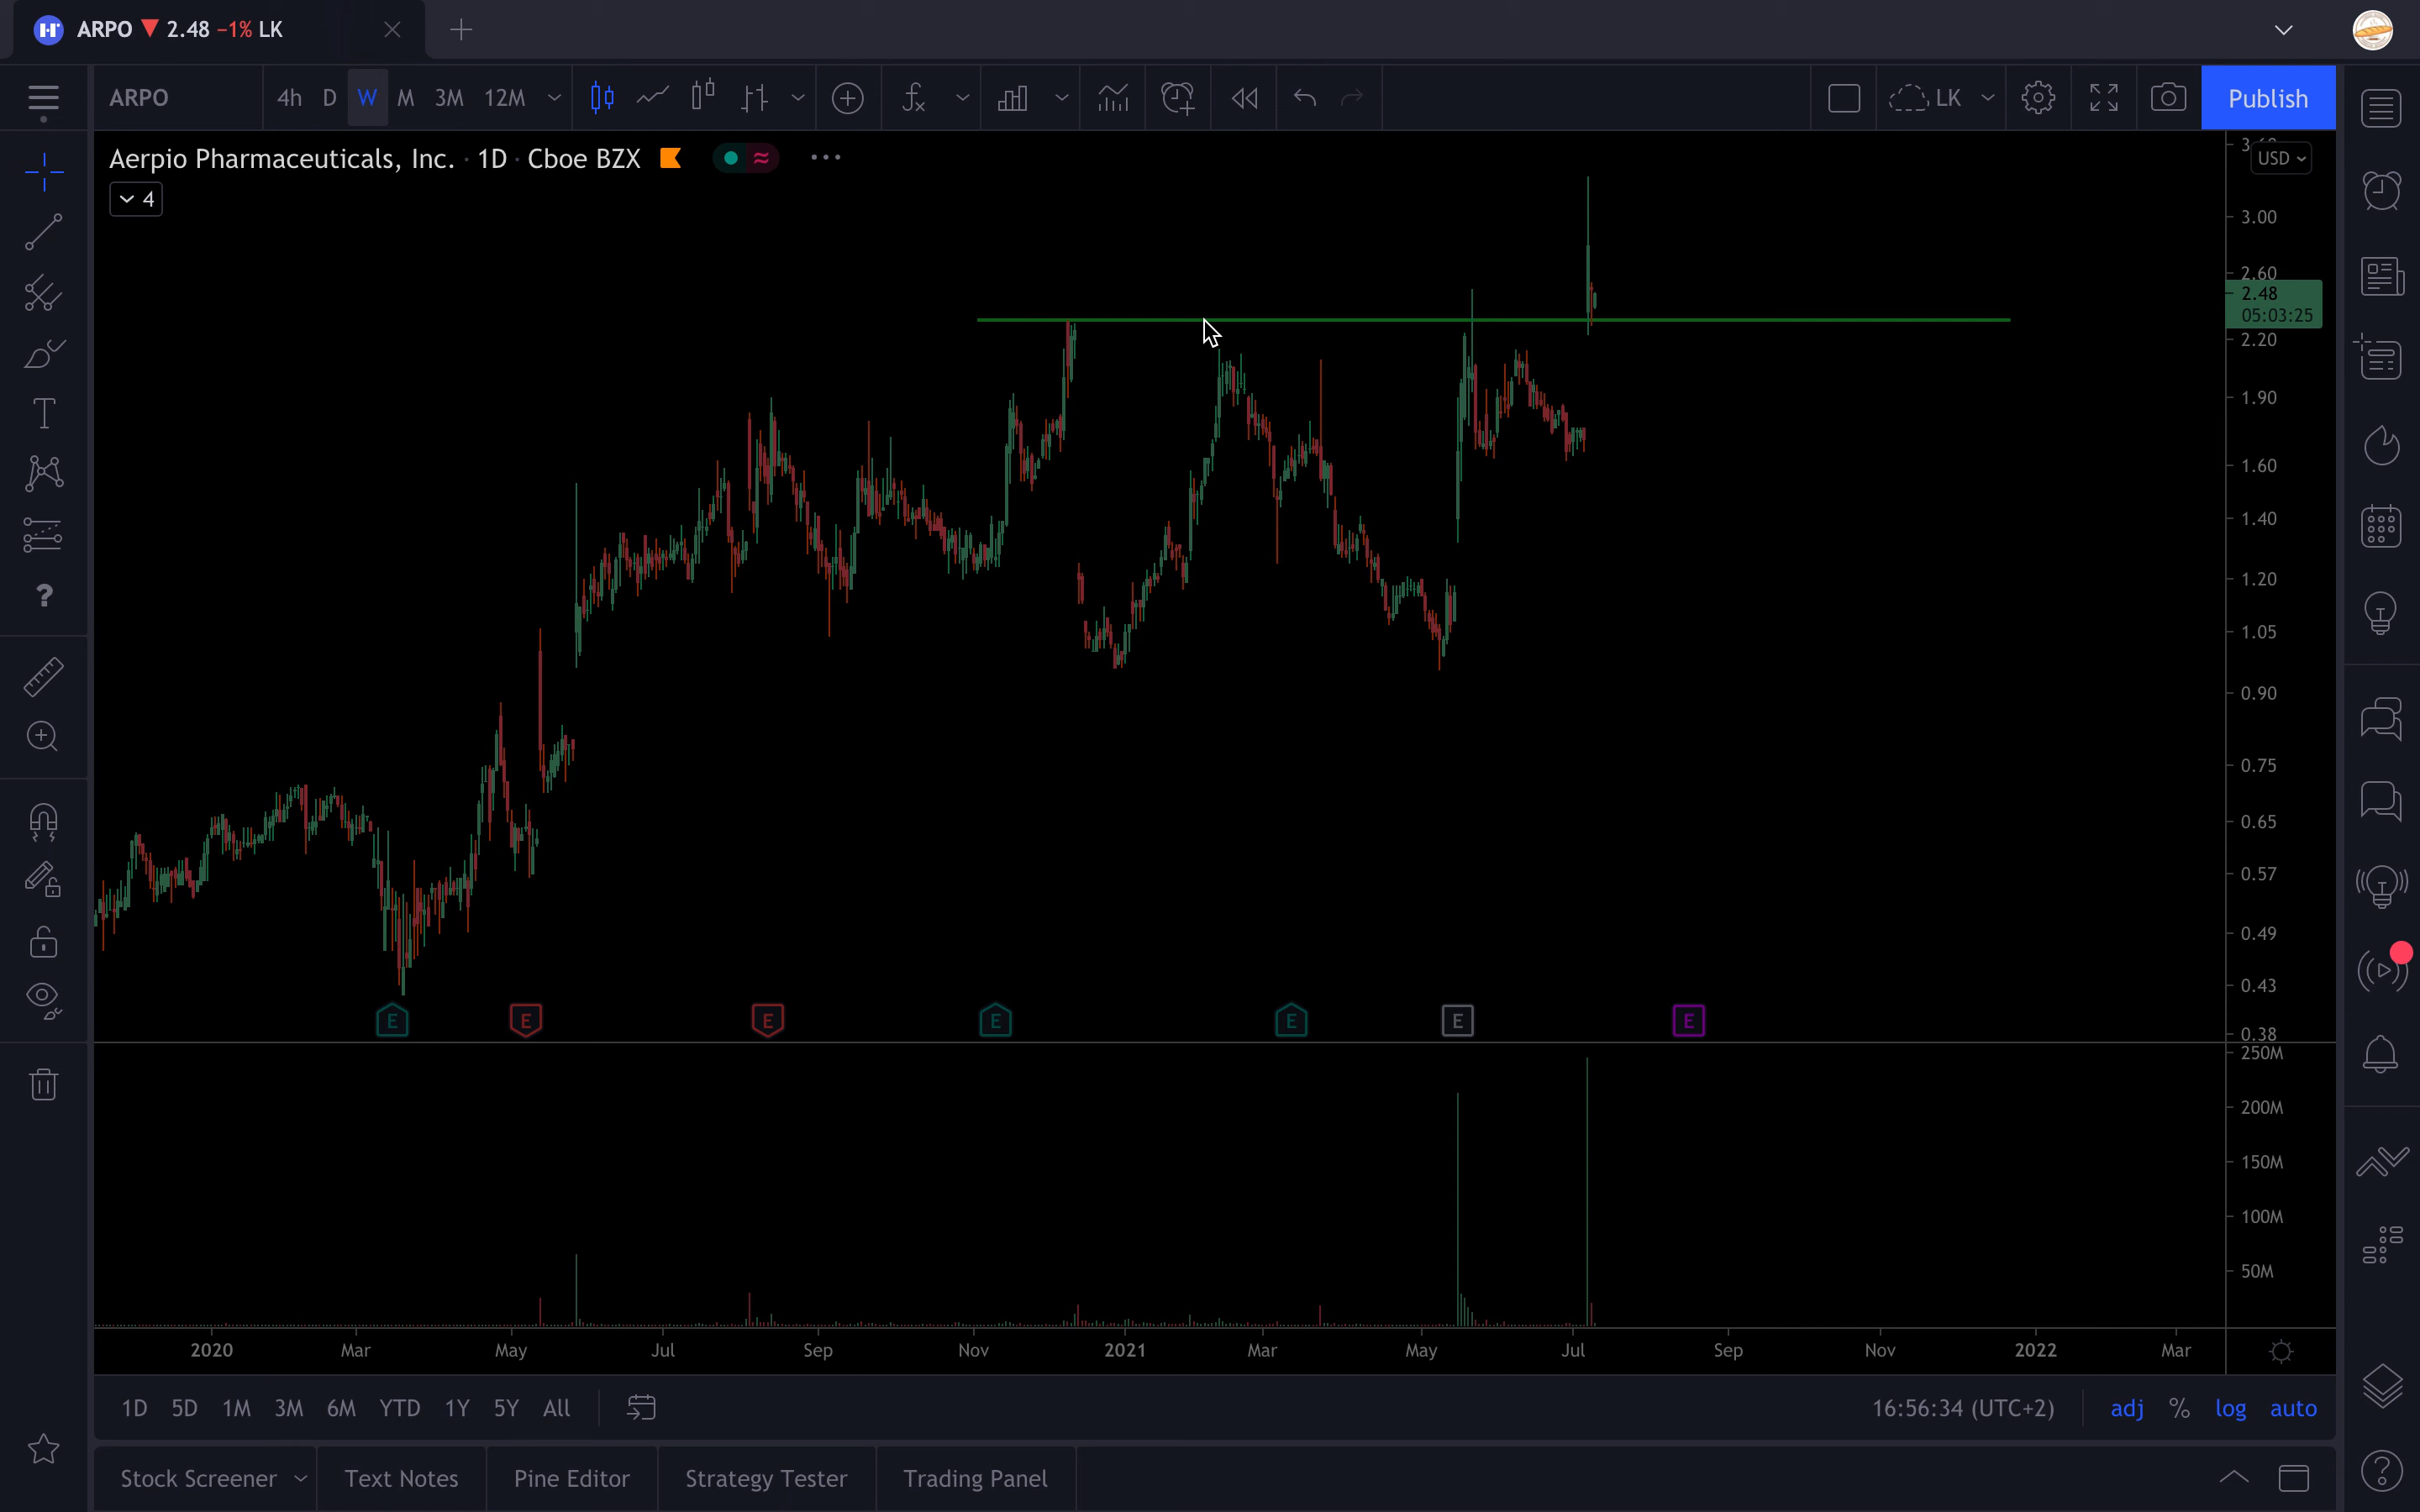 ARPO ▼ 2.48 −1% LK
ARPO 4h D W M 3M 12M LK Publish
Aerpio Pharmaceuticals, Inc. · 1D · Cboe BZX
USD
4
3.00
2.60
2.48
05:03:25
2.20
1.90
1.60
1.40
1.20
1.05
0.90
0.75
0.65
0.57
0.49
0.43
0.38
E E E E E E E
250M
200M
150M
100M
50M
2020 Mar May Jul Sep Nov 2021 Mar May Jul Sep Nov 2022 Mar
1D 5D 1M 3M 6M YTD 1Y 5Y All 16:56:34 (UTC+2) adj % log auto
Stock Screener Text Notes Pine Editor Strategy Tester Trading Panel